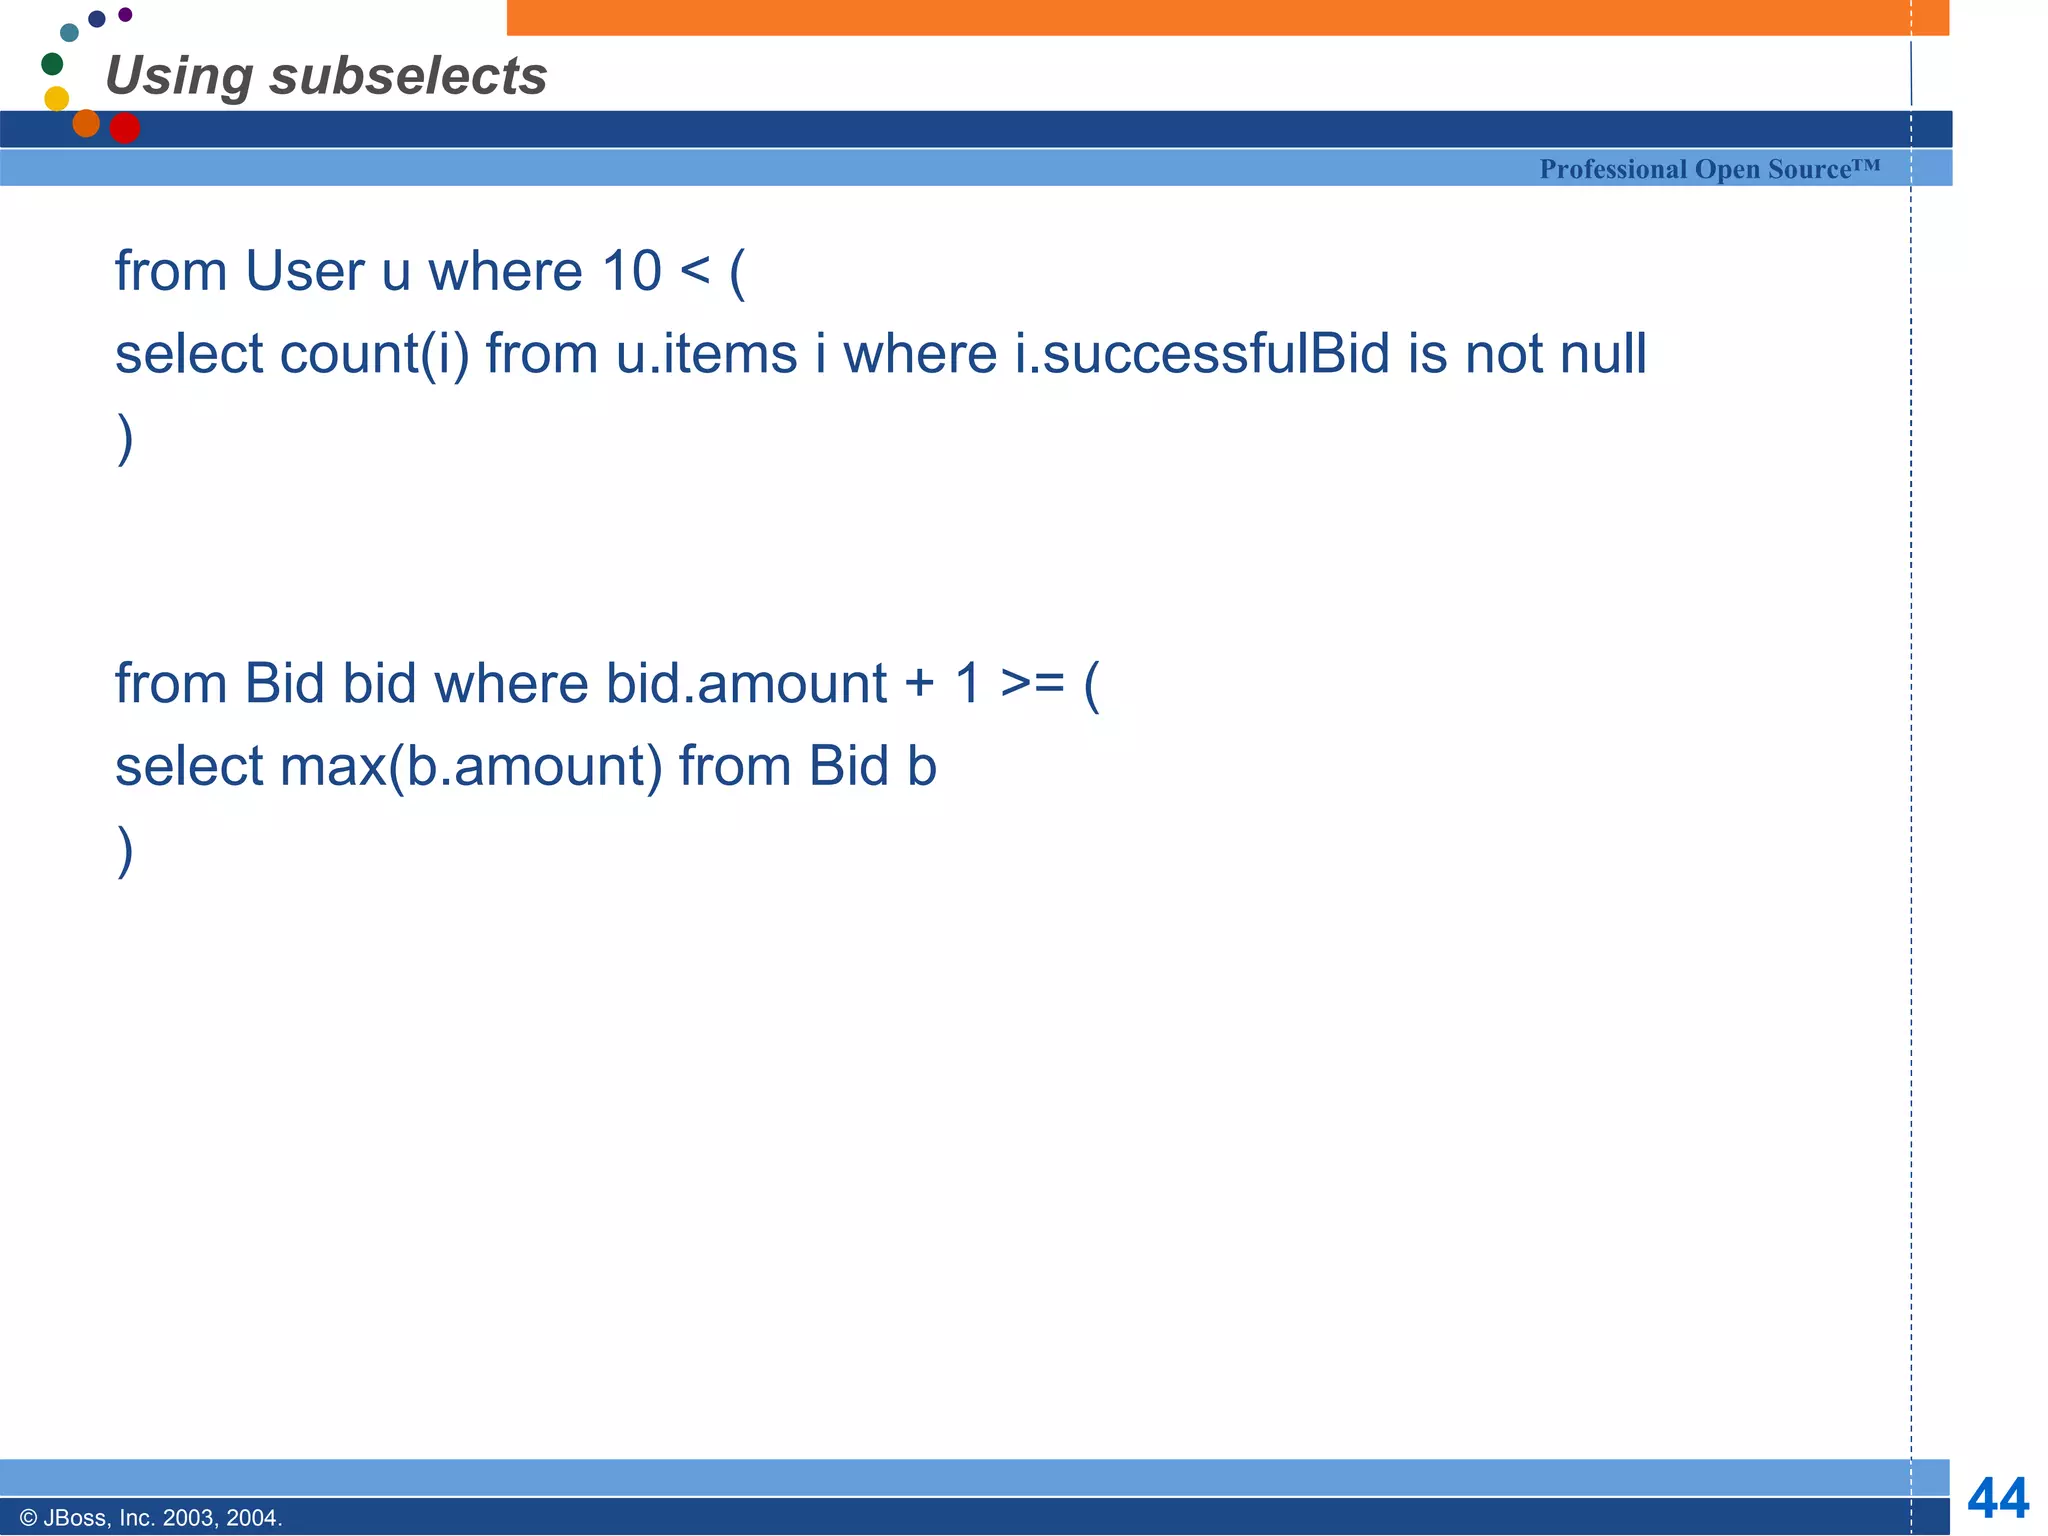 Using subselects
Professional Open Source™
from User u where 10 < (
select count(i) from u.items i where i.successfulBid is not null
)
from Bid bid where bid.amount + 1 >= (
select max(b.amount) from Bid b
)
© JBoss, Inc. 2003, 2004.
44